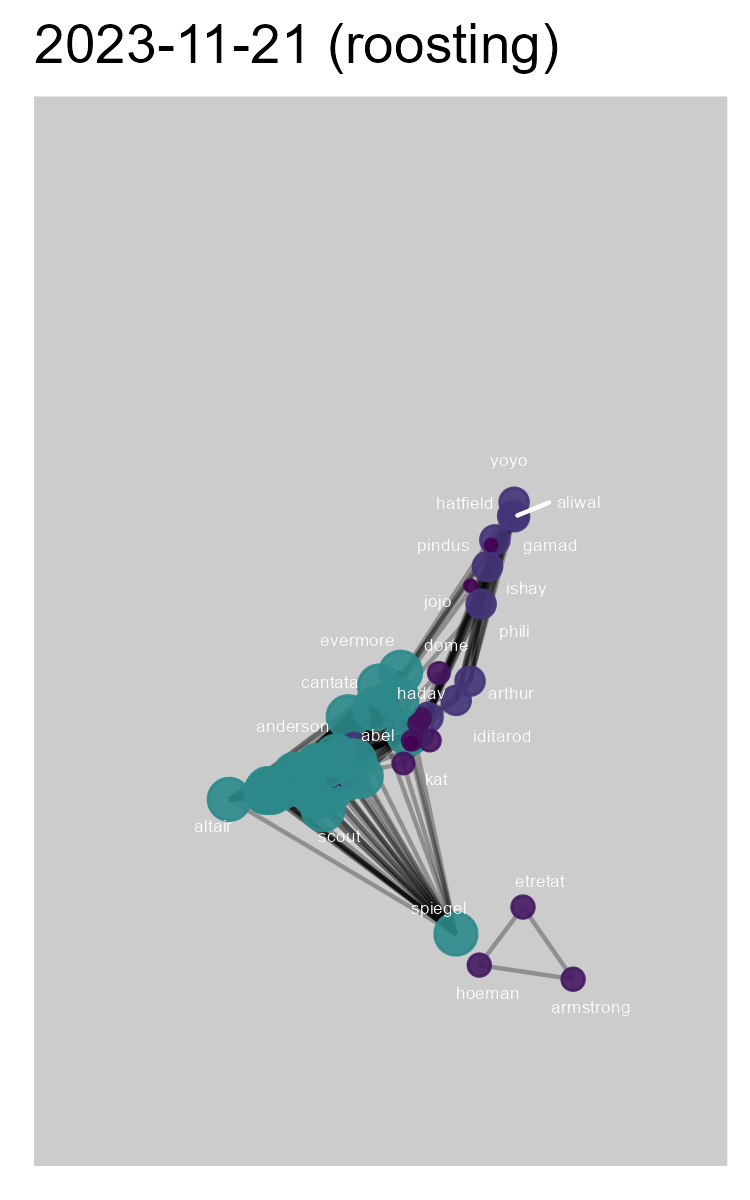 2023-11-21 (roosting)
yoyo
hatfield
aliwal
pindus
gamad
ishay
jojo
phili
evermore
dome
cantata
haday
arthur
anderson
abel
iditarod
kat
altair
scout
etretat
spiegel
hoeman
armstrong